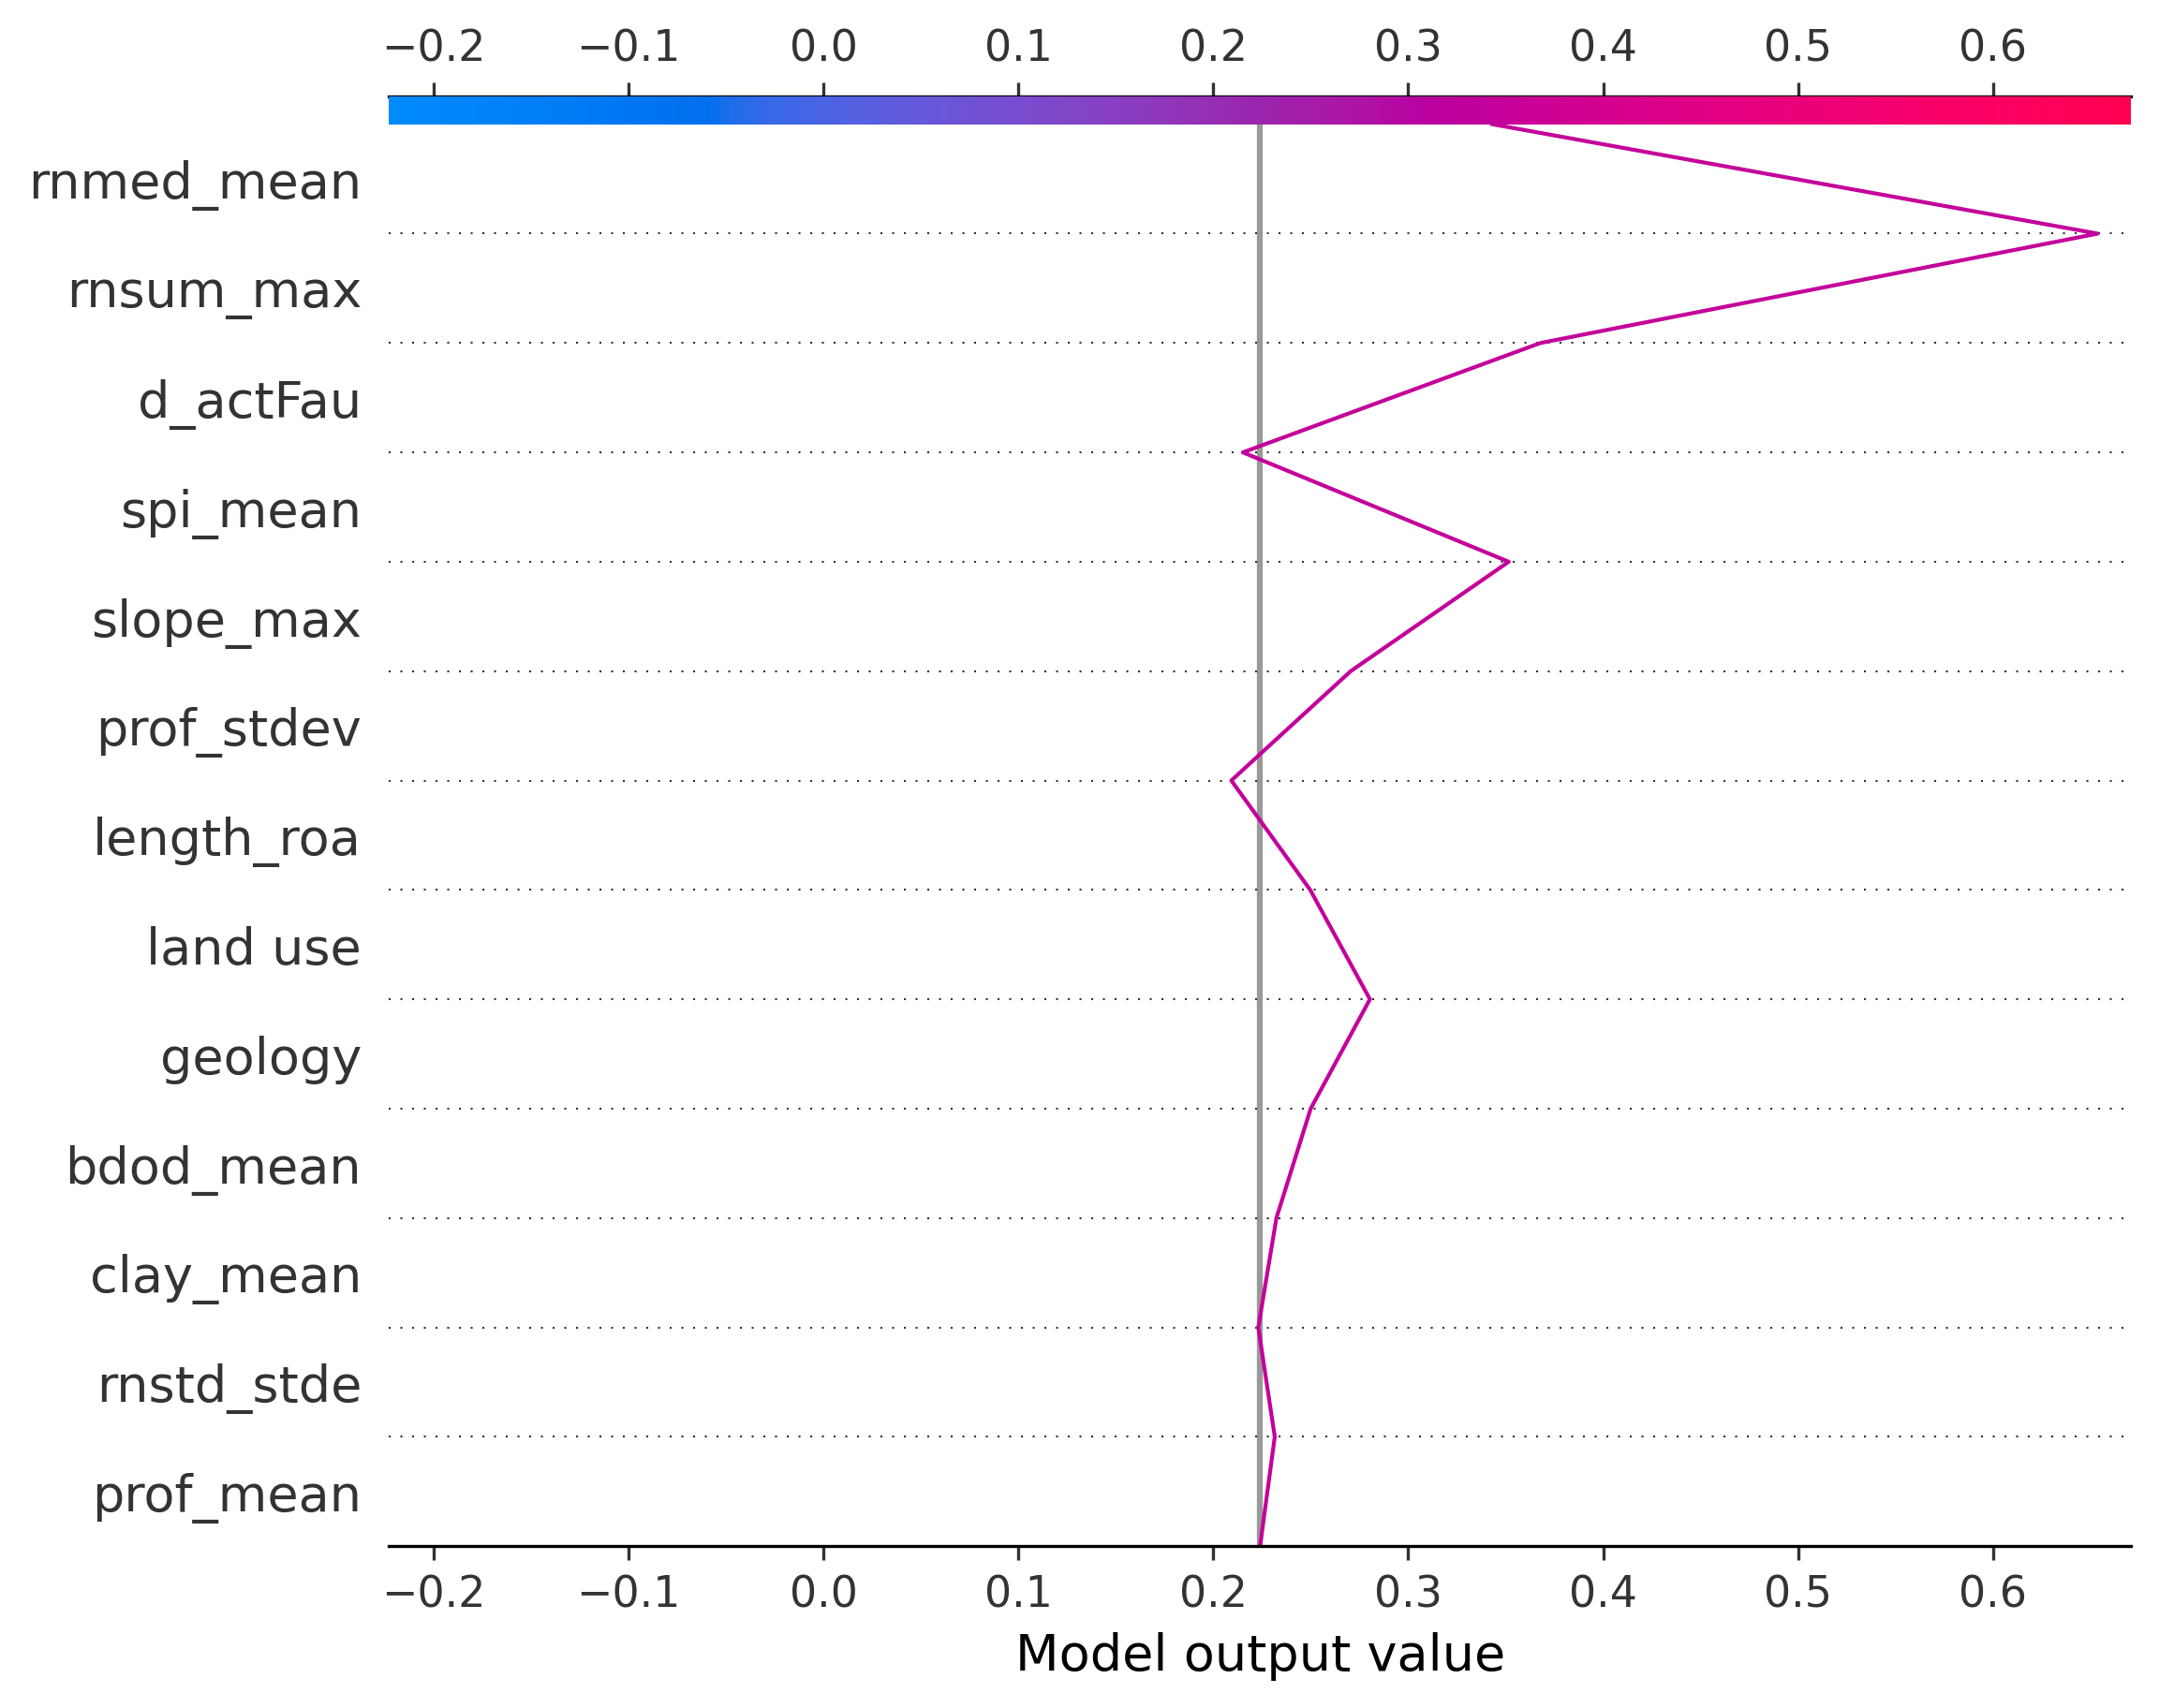 −0.2 −0.1 0.0 0.1 0.2 0.3 0.4 0.5 0.6
rnmed_mean
rnsum_max
d_actFau
spi_mean
slope_max
prof_stdev
length_roa
land use
geology
bdod_mean
clay_mean
rnstd_stde
prof_mean
−0.2 −0.1 0.0 0.1 0.2 0.3 0.4 0.5 0.6
Model output value